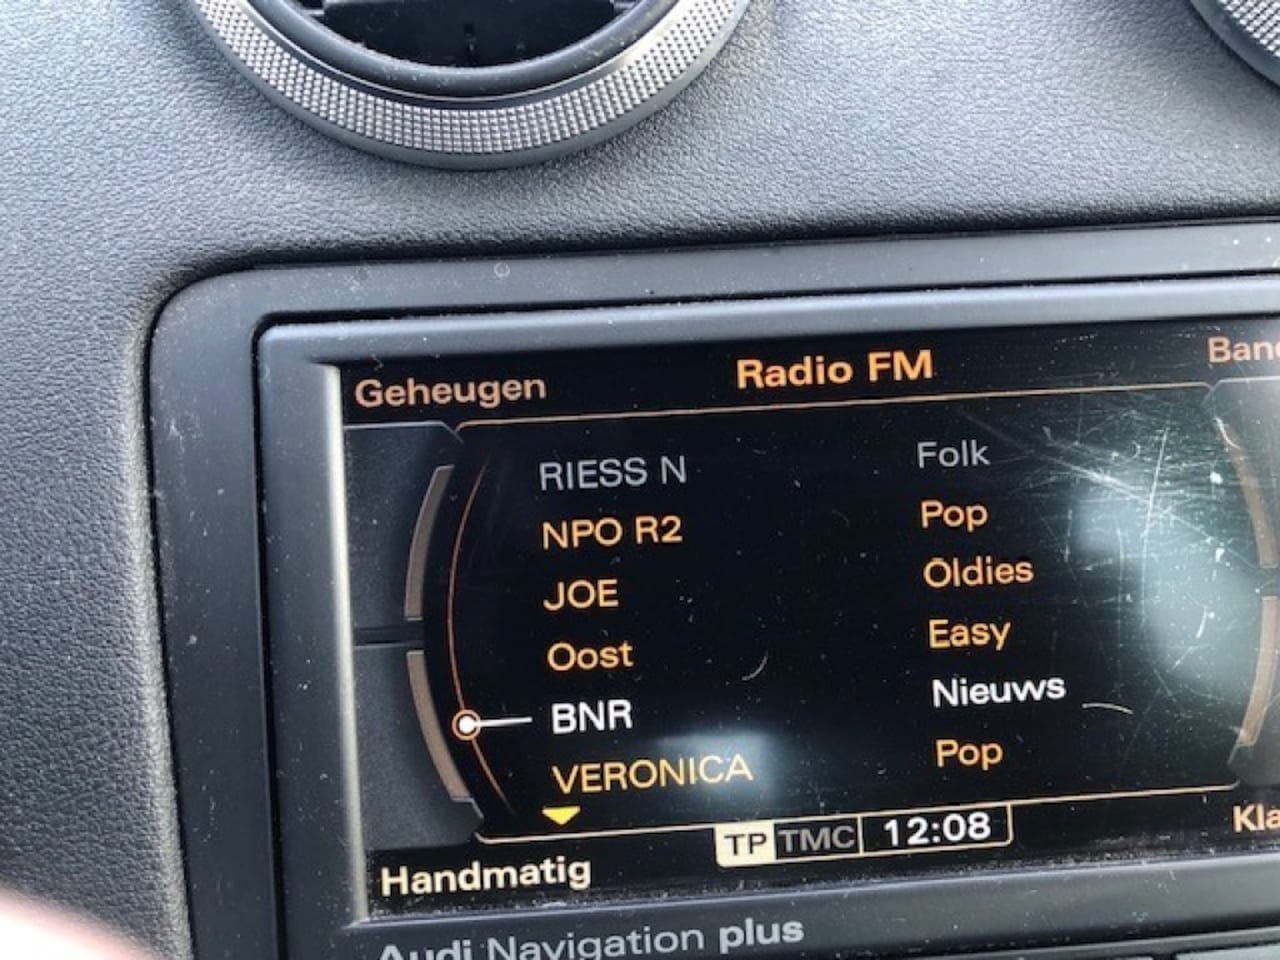 Geheugen Radio FM Band
RIESS N Folk
NPO R2 Pop
JOE Oldies
Oost Easy
BNR Nieuws
VERONICA Pop
TP TMC 12:08
Handmatig Kla
Audi Navigation plus